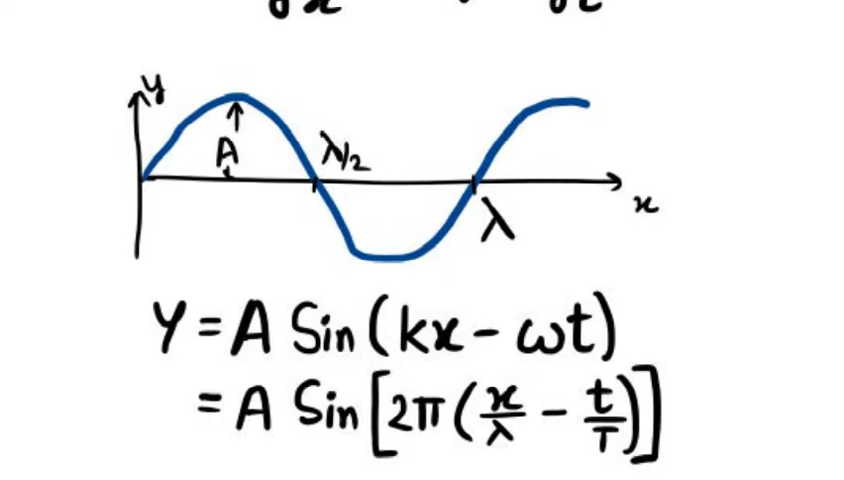 y
A λ/2
λ x
Y = A Sin(kx - ωt)
= A Sin[2π(x/λ - t/T)]